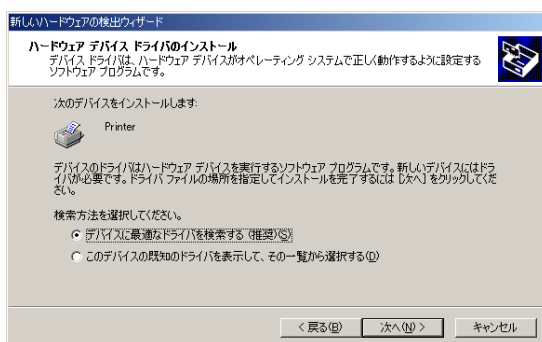 新しいハードウェアの検出ウィザード
ハードウェア デバイス ドライバのインストール
デバイス ドライバは、ハードウェア デバイスがオペレーティング システムで正しく動作するように設定する
ソフトウェア プログラムです。
次のデバイスをインストールします:
Printer
デバイスのドライバはハードウェア デバイスを実行するソフトウェア プログラムです。新しいデバイスにはドラ
イバが必要です。ドライバ ファイルの場所を指定してインストールを完了するには [次へ] をクリックしてくだ
さい。
検索方法を選択してください。
デバイスに最適なドライバを検索する (推奨)(S)
このデバイスの既知のドライバを表示して、その一覧から選択する(D)
< 戻る(B)
次へ(N) >
キャンセル